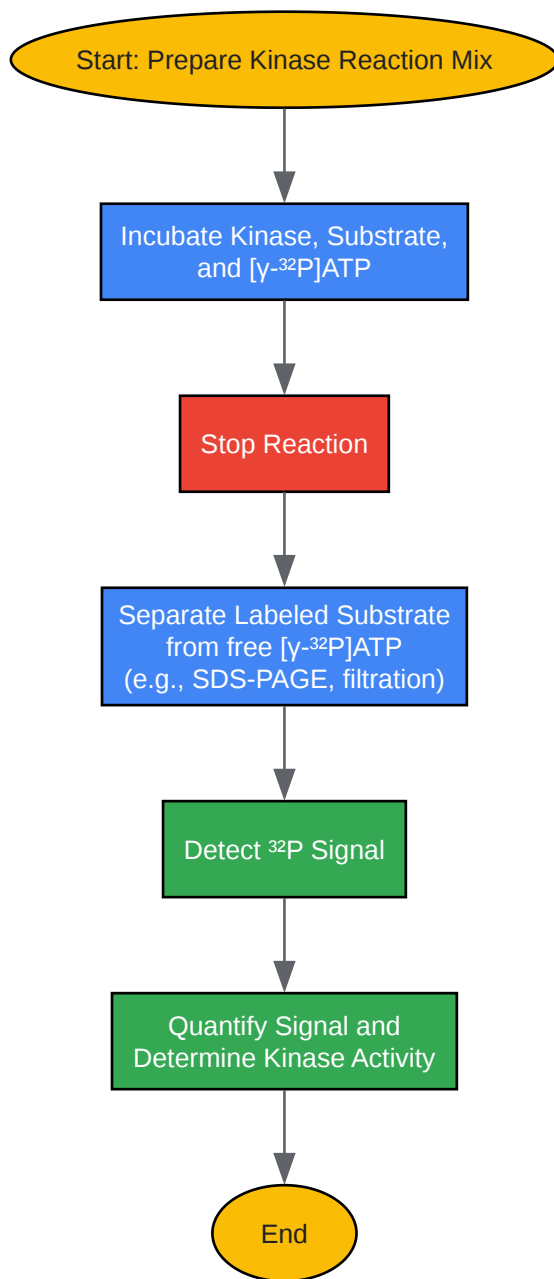 Start: Prepare Kinase Reaction Mix
Incubate Kinase, Substrate,
and [γ-³²P]ATP
Stop Reaction
Separate Labeled Substrate
from free [γ-³²P]ATP
(e.g., SDS-PAGE, filtration)
Detect ³²P Signal
Quantify Signal and
Determine Kinase Activity
End